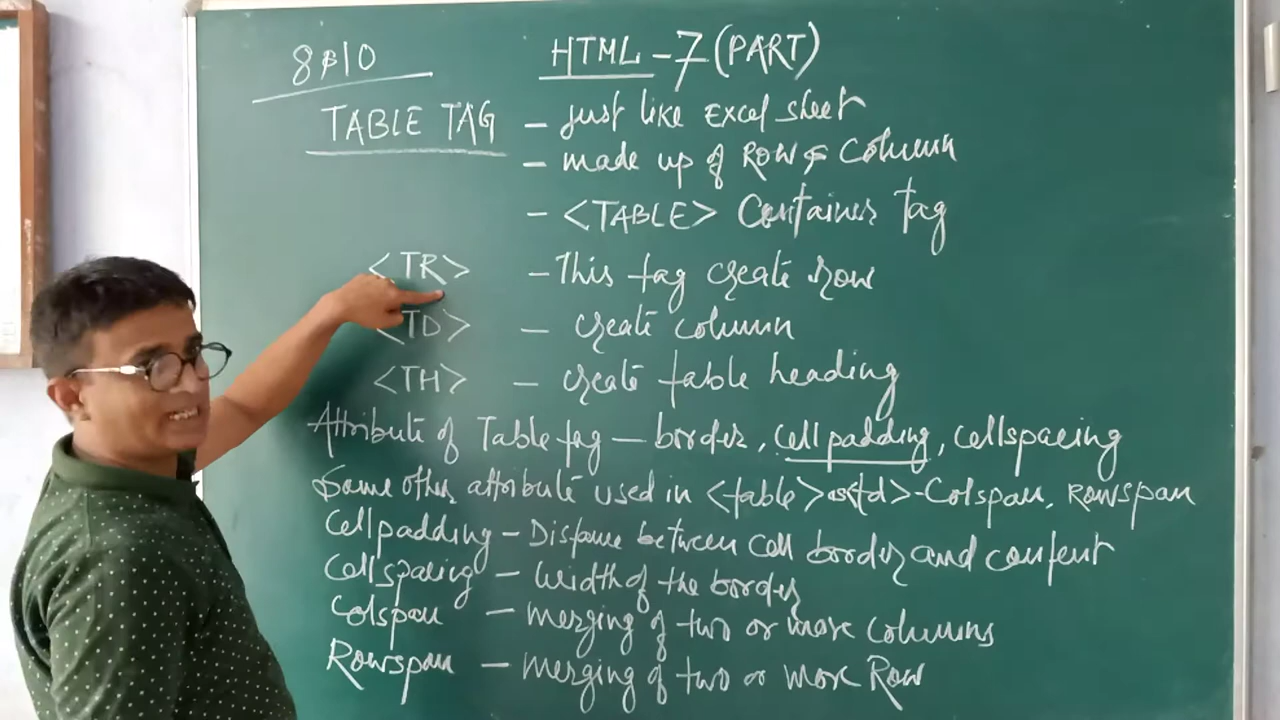 8$10
HTML - 7 (PART)
TABLE TAG - just like Excel sheet
- made up of Row & Column
- <TABLE> Container tag
<TR> - This tag create row
<TD> - create column
<TH> - create table heading
Attribute of Table tag - border, Cellpadding, cellspacing
Some other attribute used in <table> or <td> - Colspan, Rowspan
Cellpadding - Distance between Cell border and content
Cellspacing - Width of the border
Colspan - merging of two or more Columns
Rowspan - merging of two or more Row